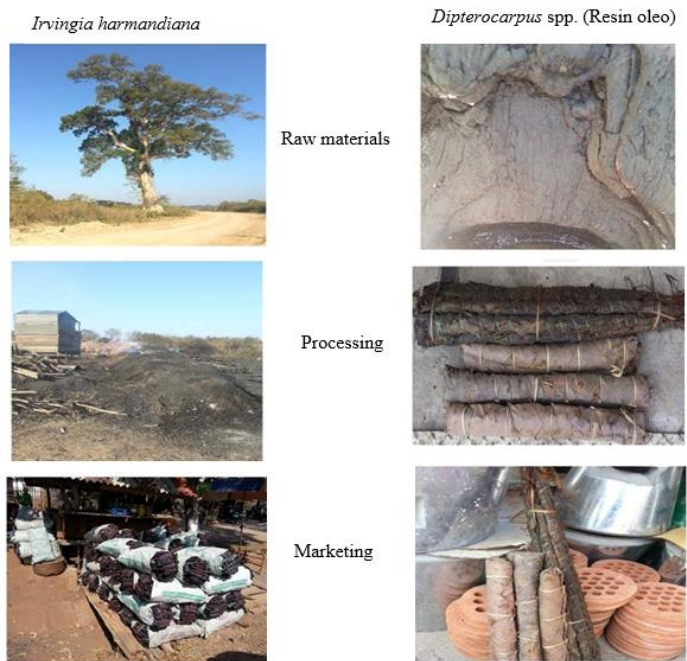 Irvingia harmandiana
Dipterocarpus spp. (Resin oleo)
Raw materials
Processing
Marketing